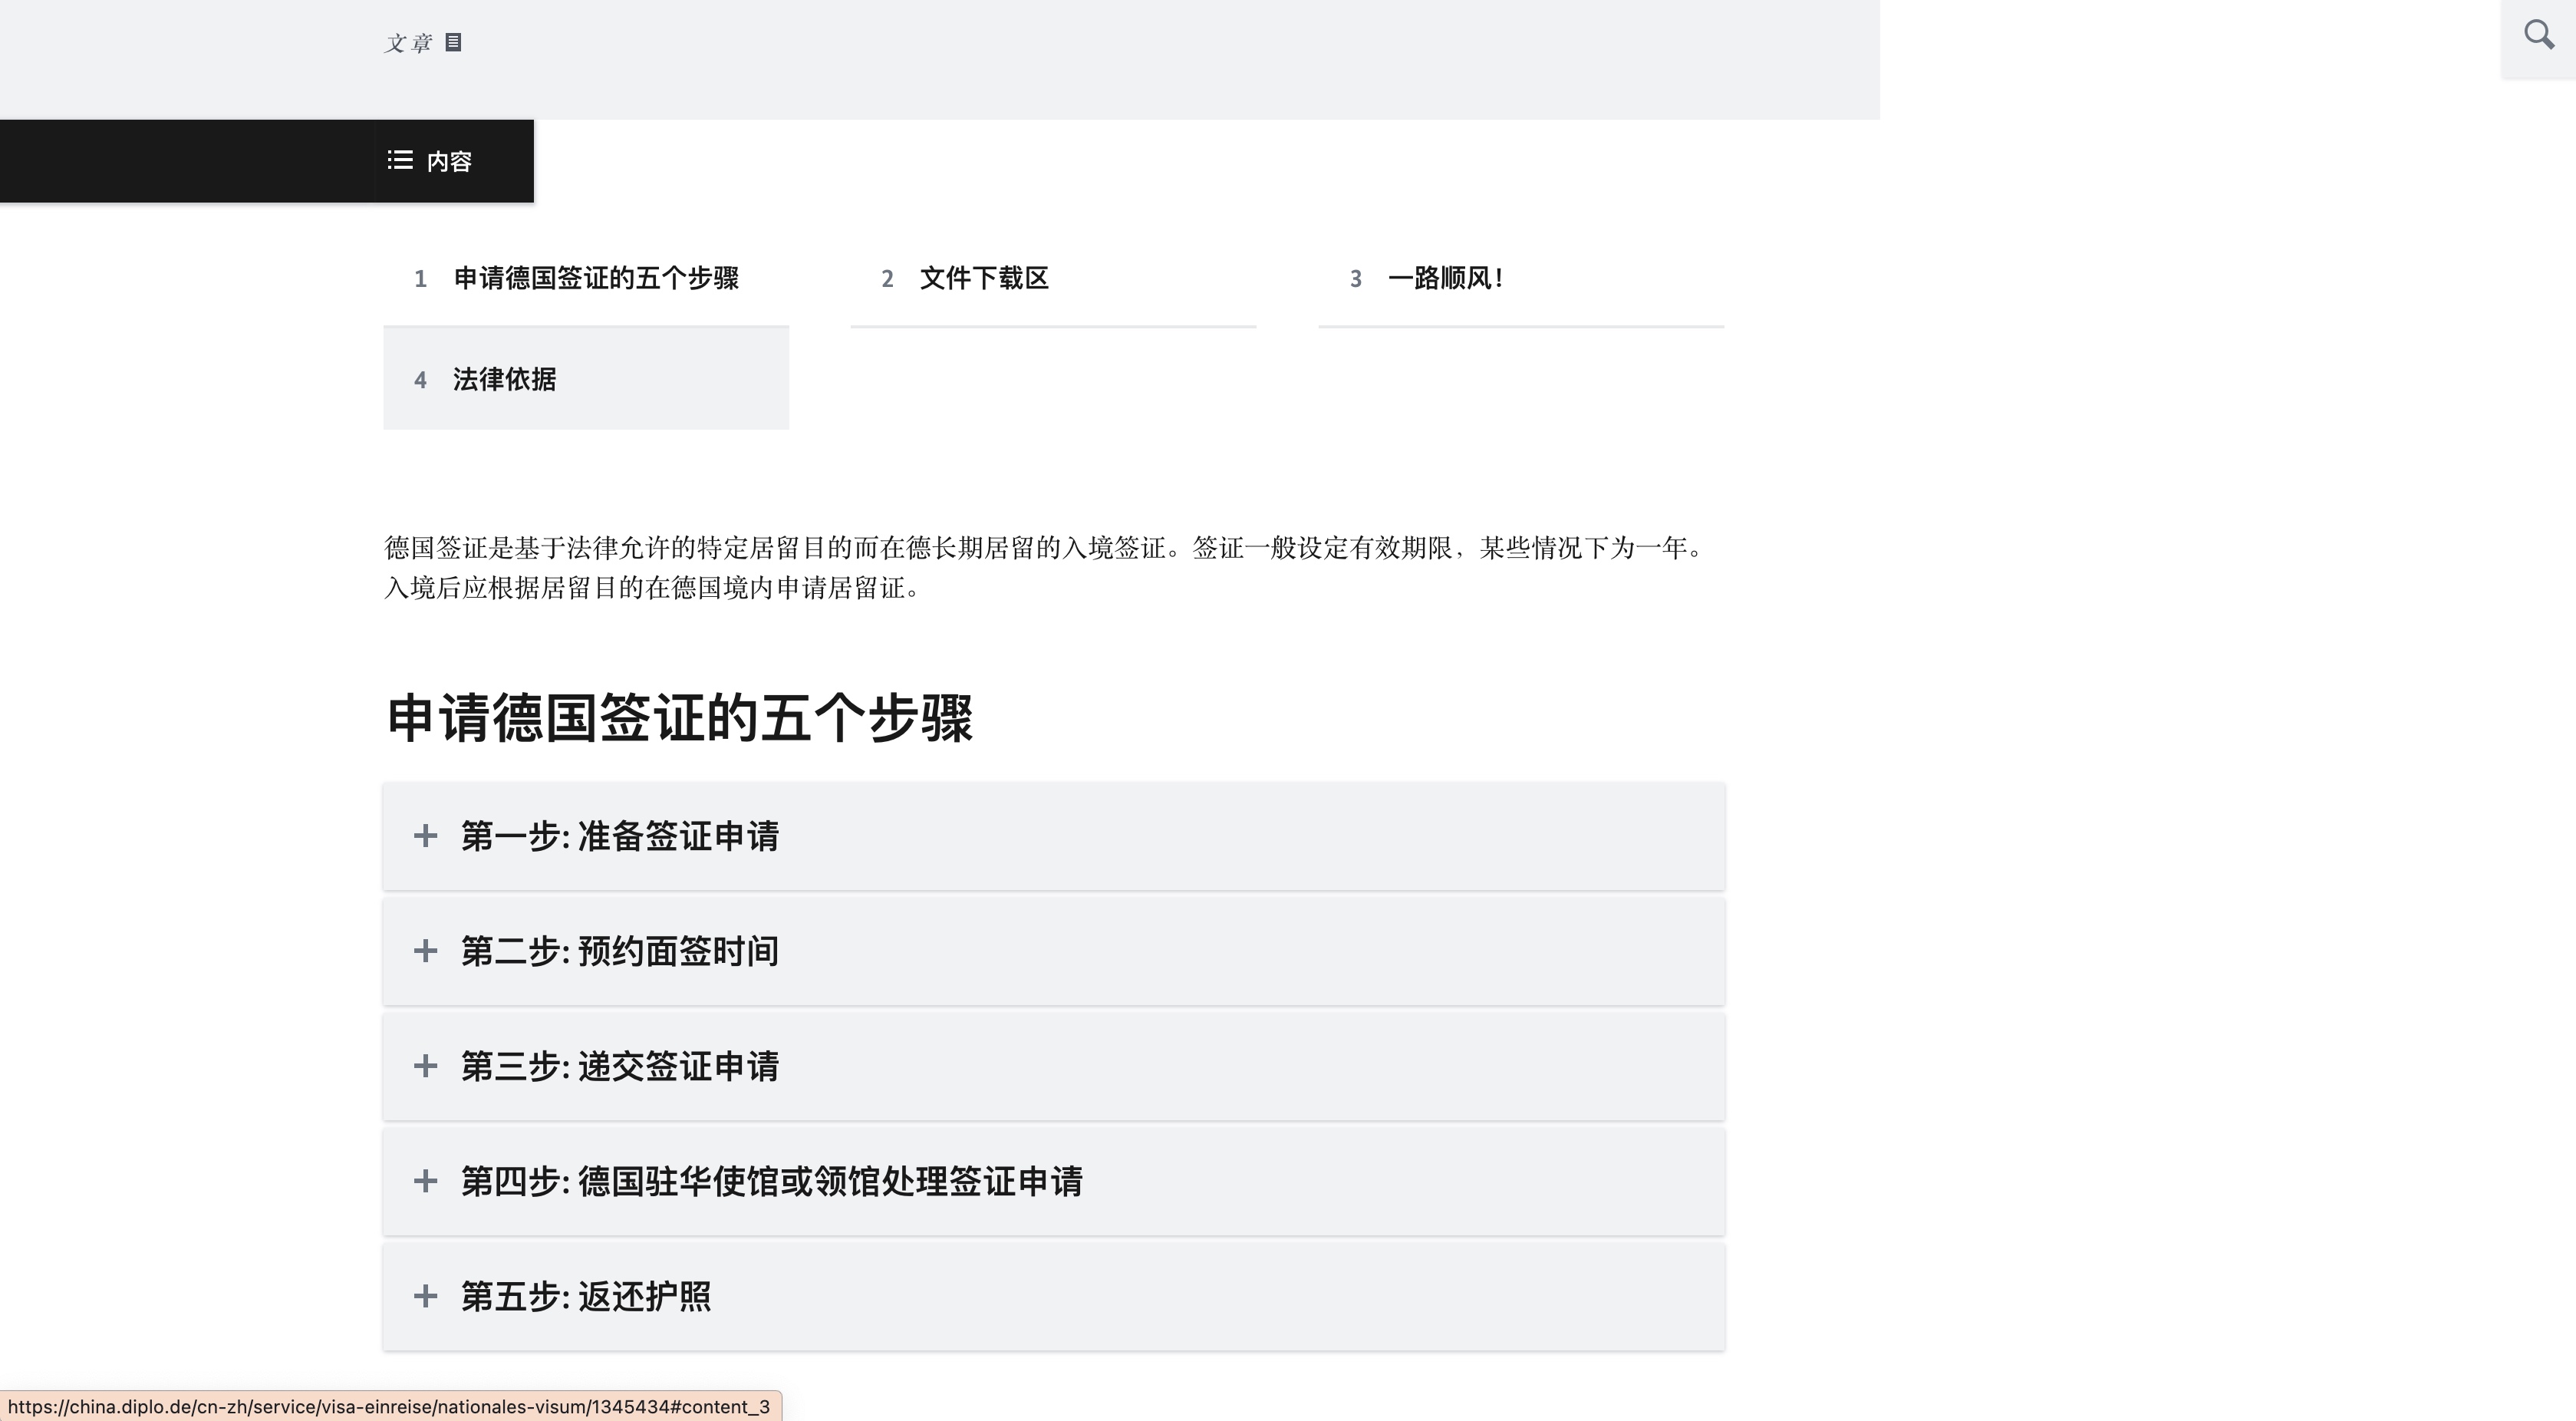 文章
内容
1 申请德国签证的五个步骤
2 文件下载区
3 一路顺风！
4 法律依据
德国签证是基于法律允许的特定居留目的而在德长期居留的入境签证。签证一般设定有效期限，某些情况下为一年。
入境后应根据居留目的在德国境内申请居留证。
申请德国签证的五个步骤
第一步: 准备签证申请
第二步: 预约面签时间
第三步: 递交签证申请
第四步: 德国驻华使馆或领馆处理签证申请
第五步: 返还护照
https://china.diplo.de/cn-zh/service/visa-einreise/nationales-visum/1345434#content_3